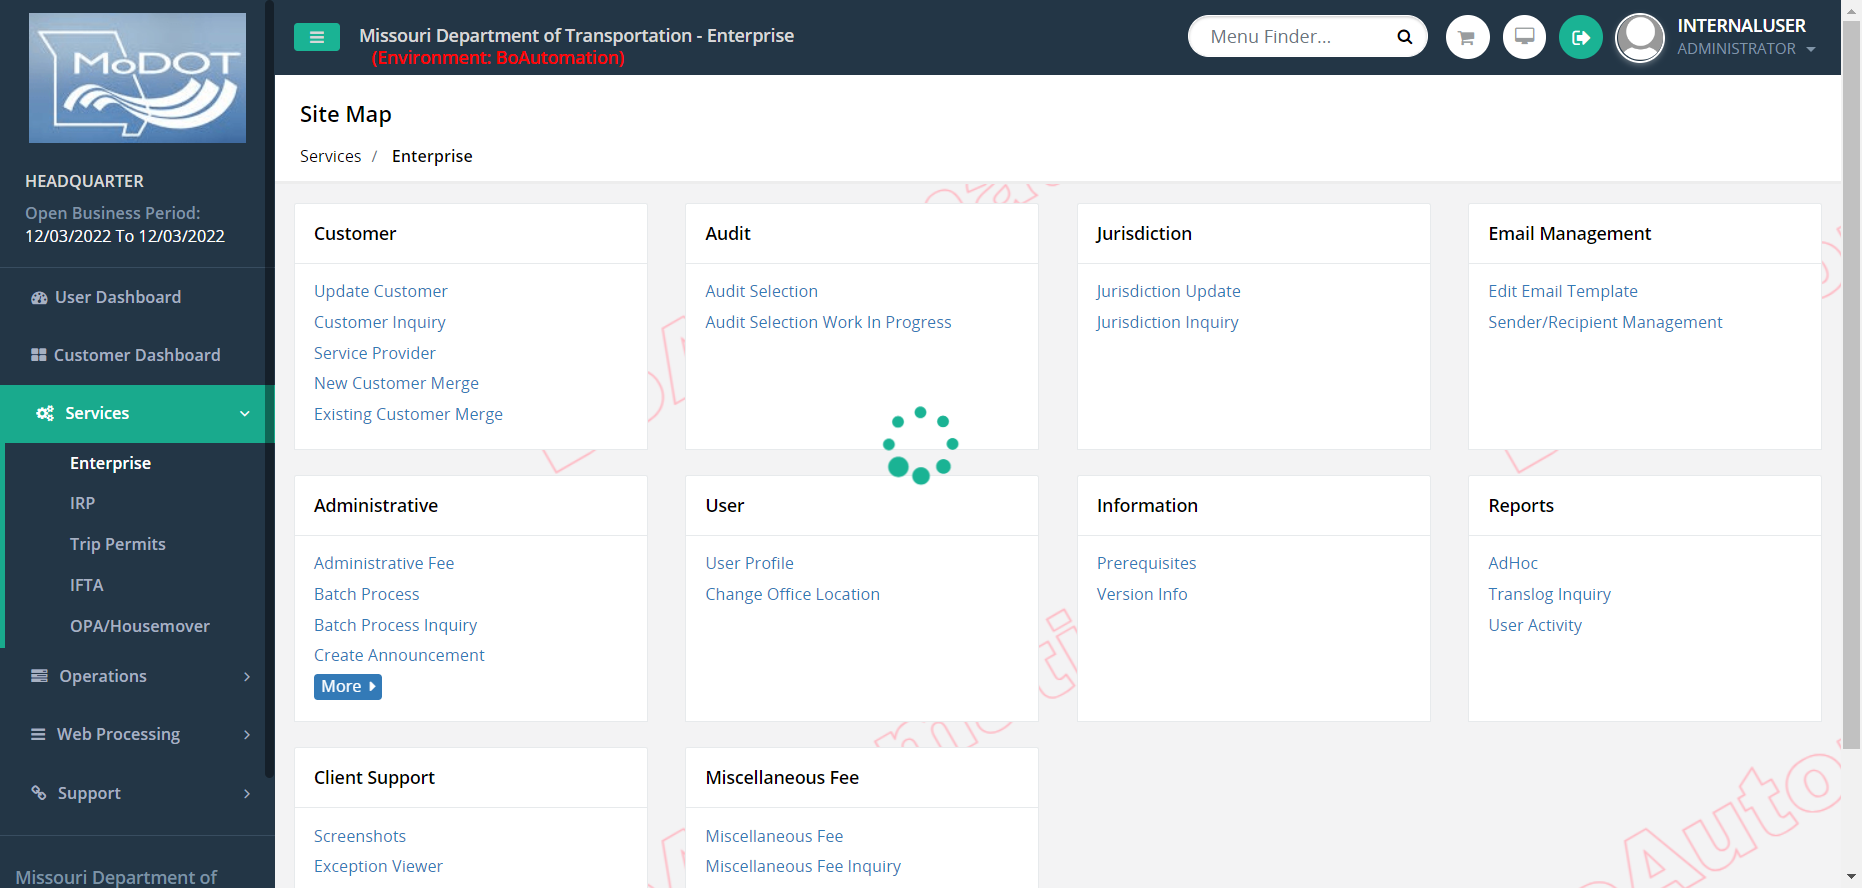 MoDOT
HEADQUARTER
Open Business Period:
12/03/2022 To 12/03/2022
User Dashboard
Customer Dashboard
Services
Enterprise
IRP
Trip Permits
IFTA
OPA/Housemover
Operations
Web Processing
Support
Missouri Department of
Missouri Department of Transportation - Enterprise
(Environment: BoAutomation)
Menu Finder...
INTERNALUSER
ADMINISTRATOR
Site Map
Services / Enterprise
Customer
Update Customer
Customer Inquiry
Service Provider
New Customer Merge
Existing Customer Merge
Audit
Audit Selection
Audit Selection Work In Progress
Jurisdiction
Jurisdiction Update
Jurisdiction Inquiry
Email Management
Edit Email Template
Sender/Recipient Management
Administrative
Administrative Fee
Batch Process
Batch Process Inquiry
Create Announcement
More
User
User Profile
Change Office Location
Information
Prerequisites
Version Info
Reports
AdHoc
Translog Inquiry
User Activity
Client Support
Screenshots
Exception Viewer
Miscellaneous Fee
Miscellaneous Fee
Miscellaneous Fee Inquiry